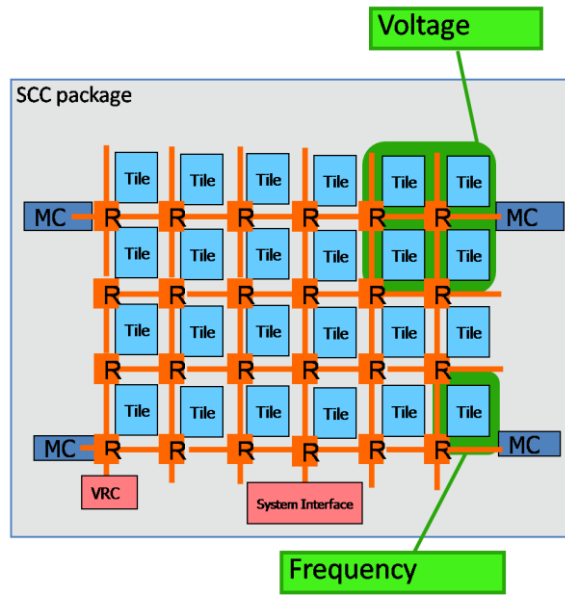 Voltage
SCC package
Tile Tile Tile Tile Tile Tile
MC R R R R R R MC
Tile Tile Tile Tile Tile Tile
R R R R R R
Tile Tile Tile Tile Tile Tile
R R R R R R
Tile Tile Tile Tile Tile Tile
MC R R R R R R MC
VRC
System Interface
Frequency